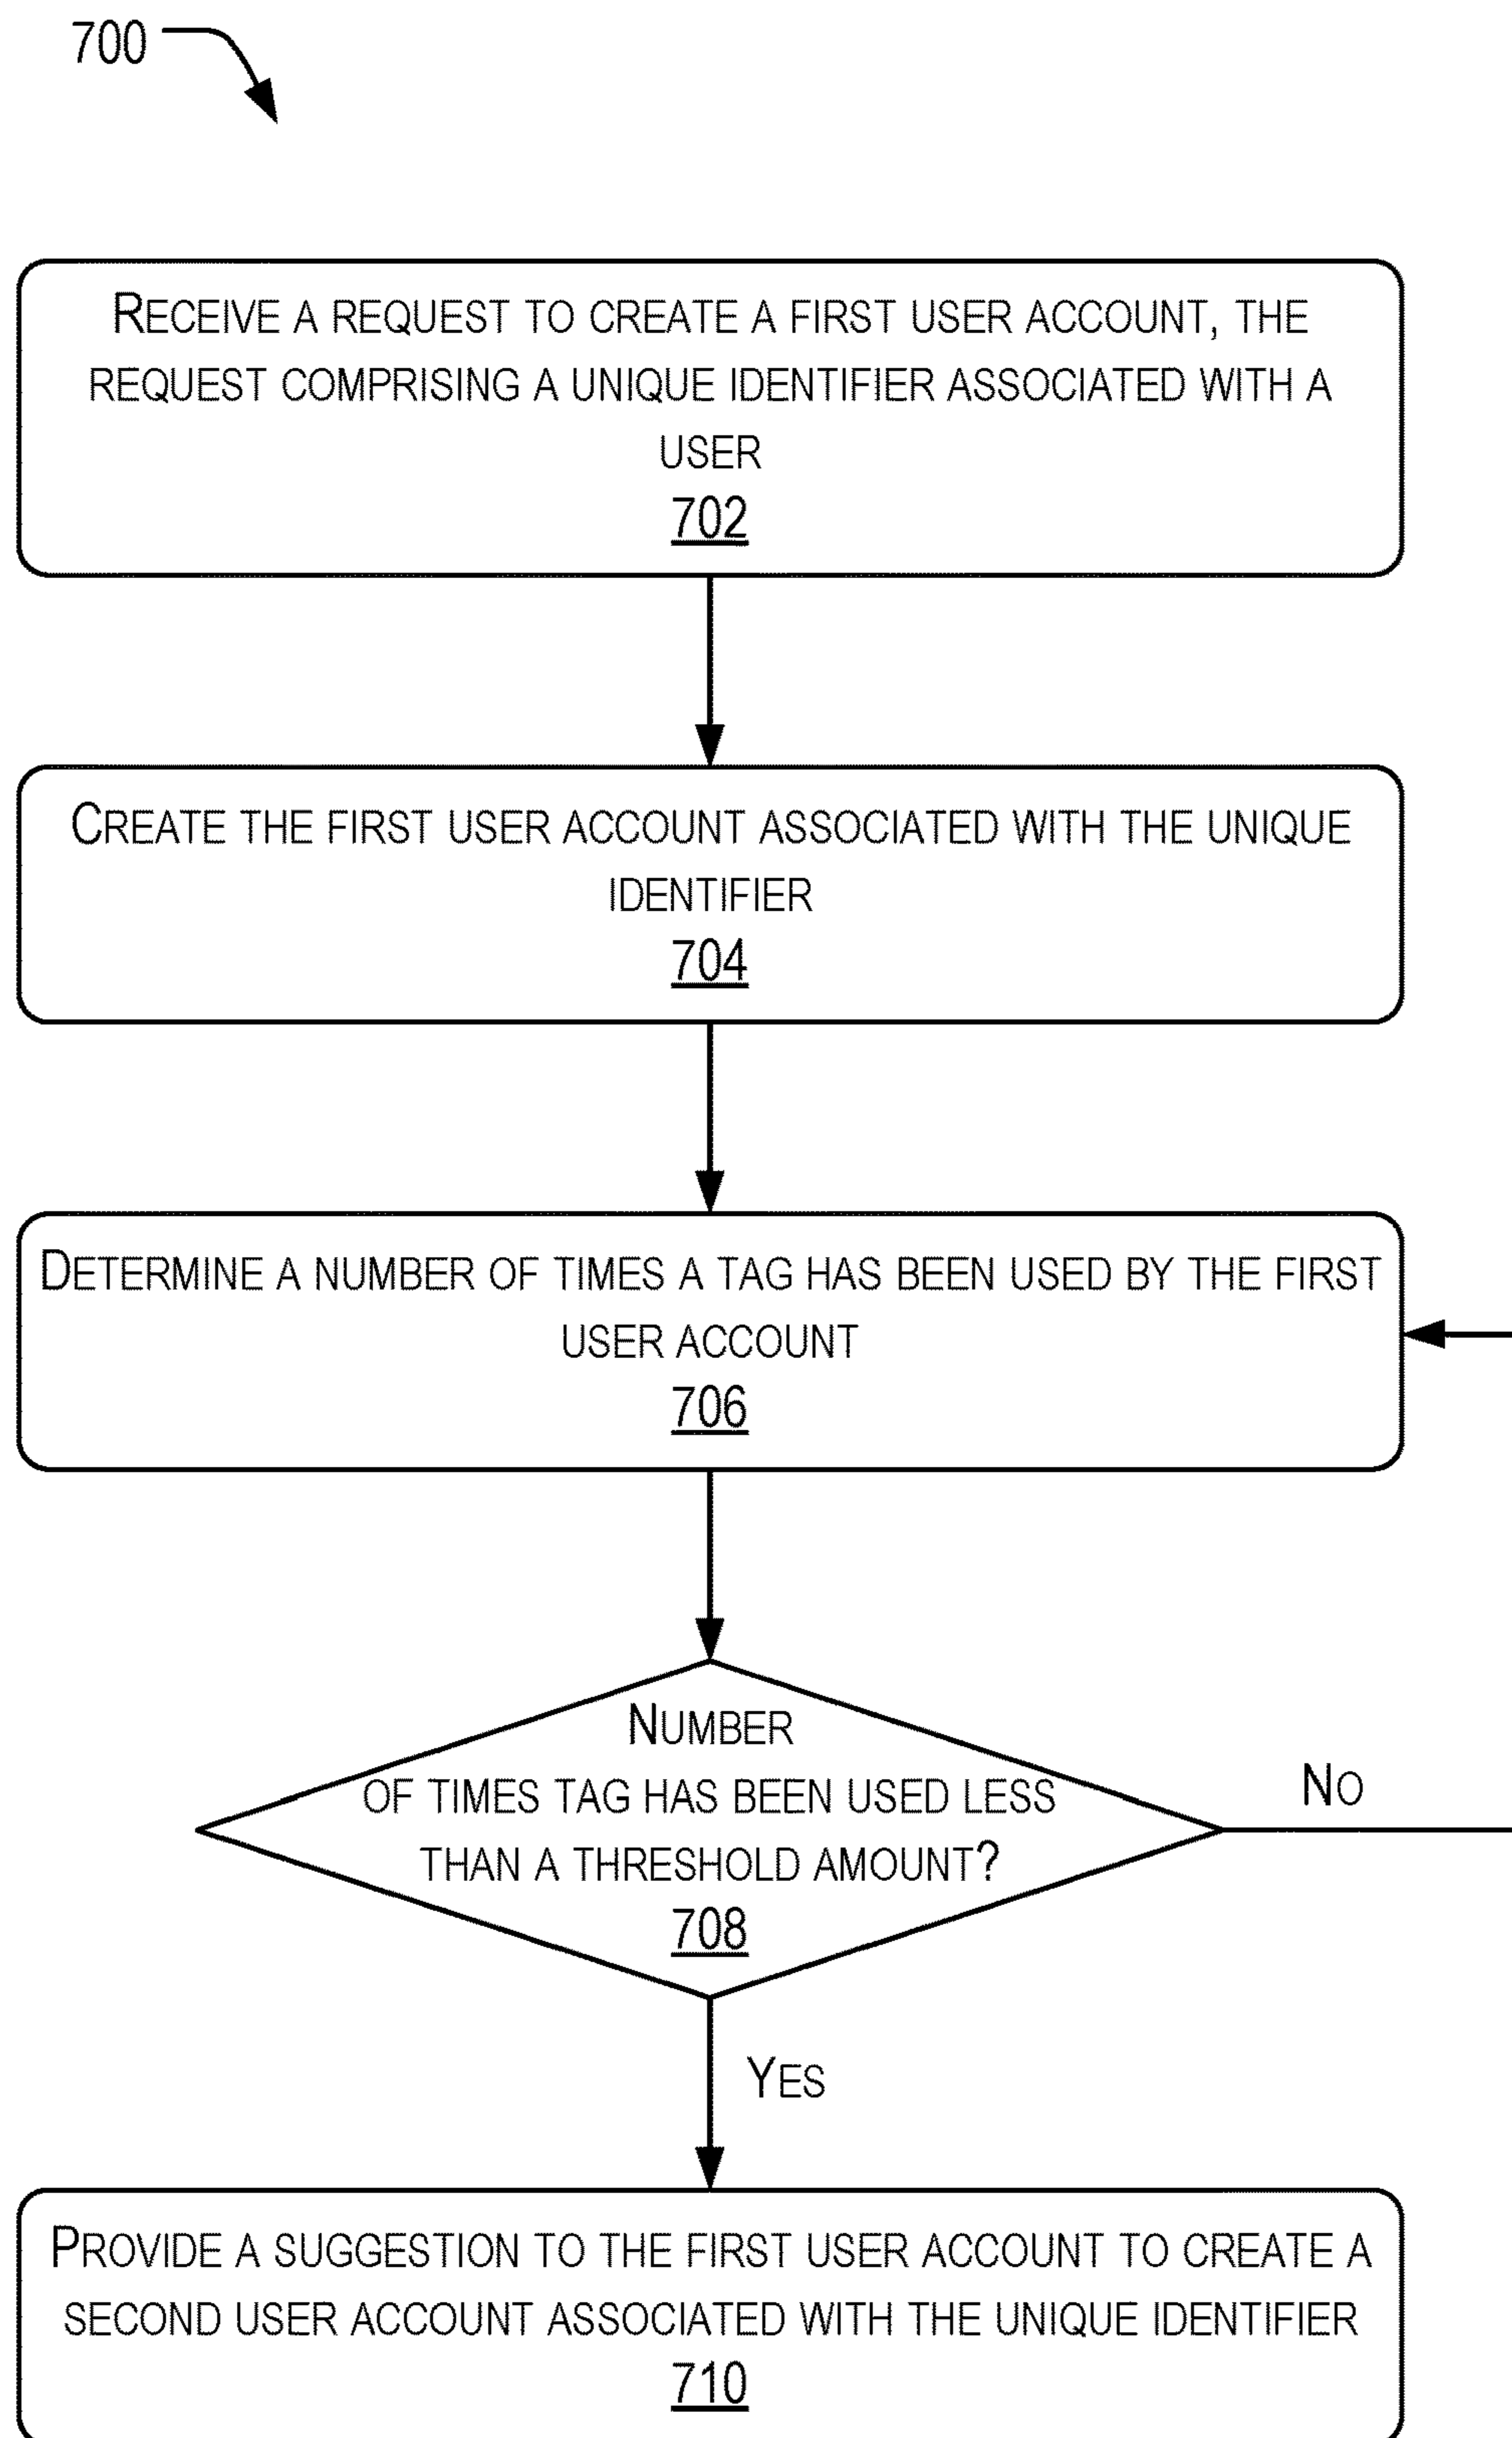 700
RECEIVE A REQUEST TO CREATE A FIRST USER ACCOUNT, THE
REQUEST COMPRISING A UNIQUE IDENTIFIER ASSOCIATED WITH A
USER
702
CREATE THE FIRST USER ACCOUNT ASSOCIATED WITH THE UNIQUE
IDENTIFIER
704
DETERMINE A NUMBER OF TIMES A TAG HAS BEEN USED BY THE FIRST
USER ACCOUNT
706
NUMBER
OF TIMES TAG HAS BEEN USED LESS
THAN A THRESHOLD AMOUNT?
708
NO
YES
PROVIDE A SUGGESTION TO THE FIRST USER ACCOUNT TO CREATE A
SECOND USER ACCOUNT ASSOCIATED WITH THE UNIQUE IDENTIFIER
710